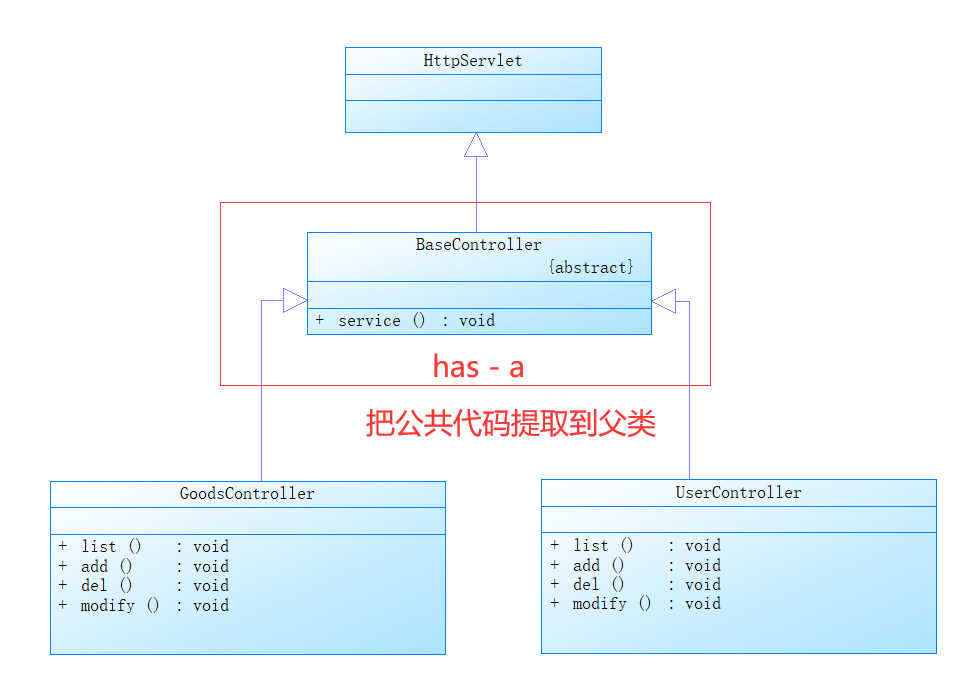 HttpServlet
BaseController
{abstract}
+ service () : void
has - a
把公共代码提取到父类
GoodsController
+ list () : void
+ add () : void
+ del () : void
+ modify () : void
UserController
+ list () : void
+ add () : void
+ del () : void
+ modify () : void